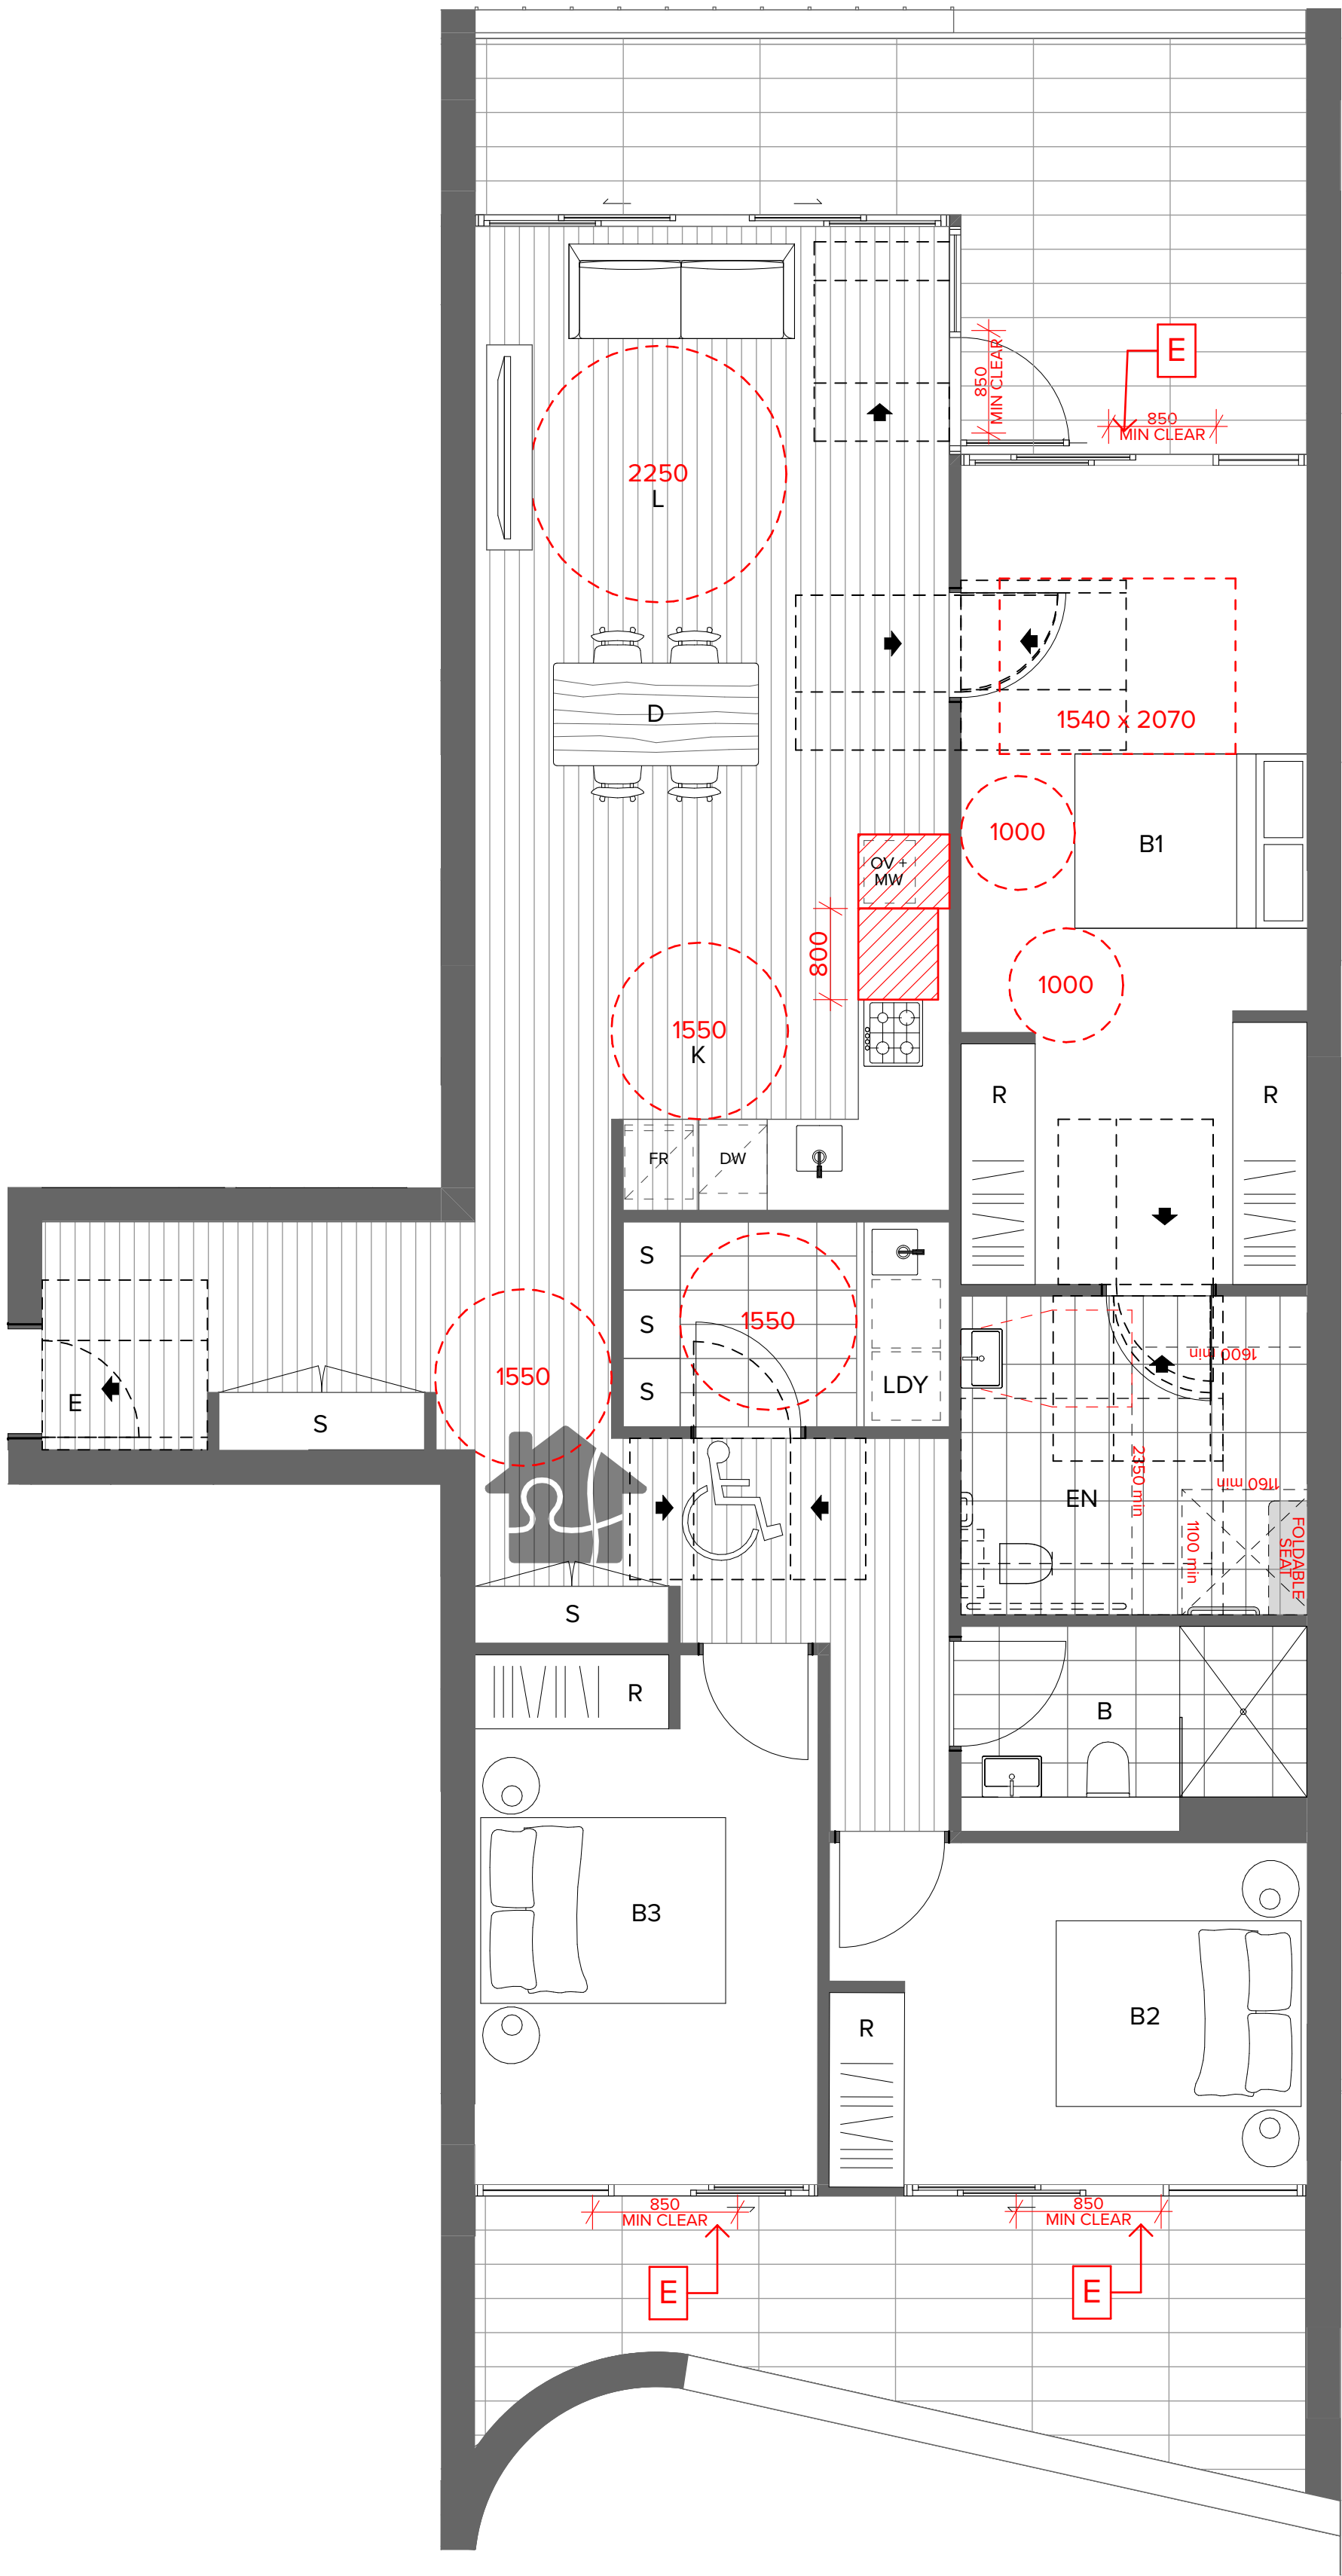 E
850
MIN CLEAR
850
MIN CLEAR
2250
L
D
1540 x 2070
1000
B1
OV +
MW
800
1000
1550
K
R
R
FR
DW
S
S
S
1550
LDY
1550
E
S
1600 min
2350 min
1160 min
EN
1100 min
FOLDABLE
SEAT
S
R
B
B3
B2
R
850
MIN CLEAR
850
MIN CLEAR
E
E